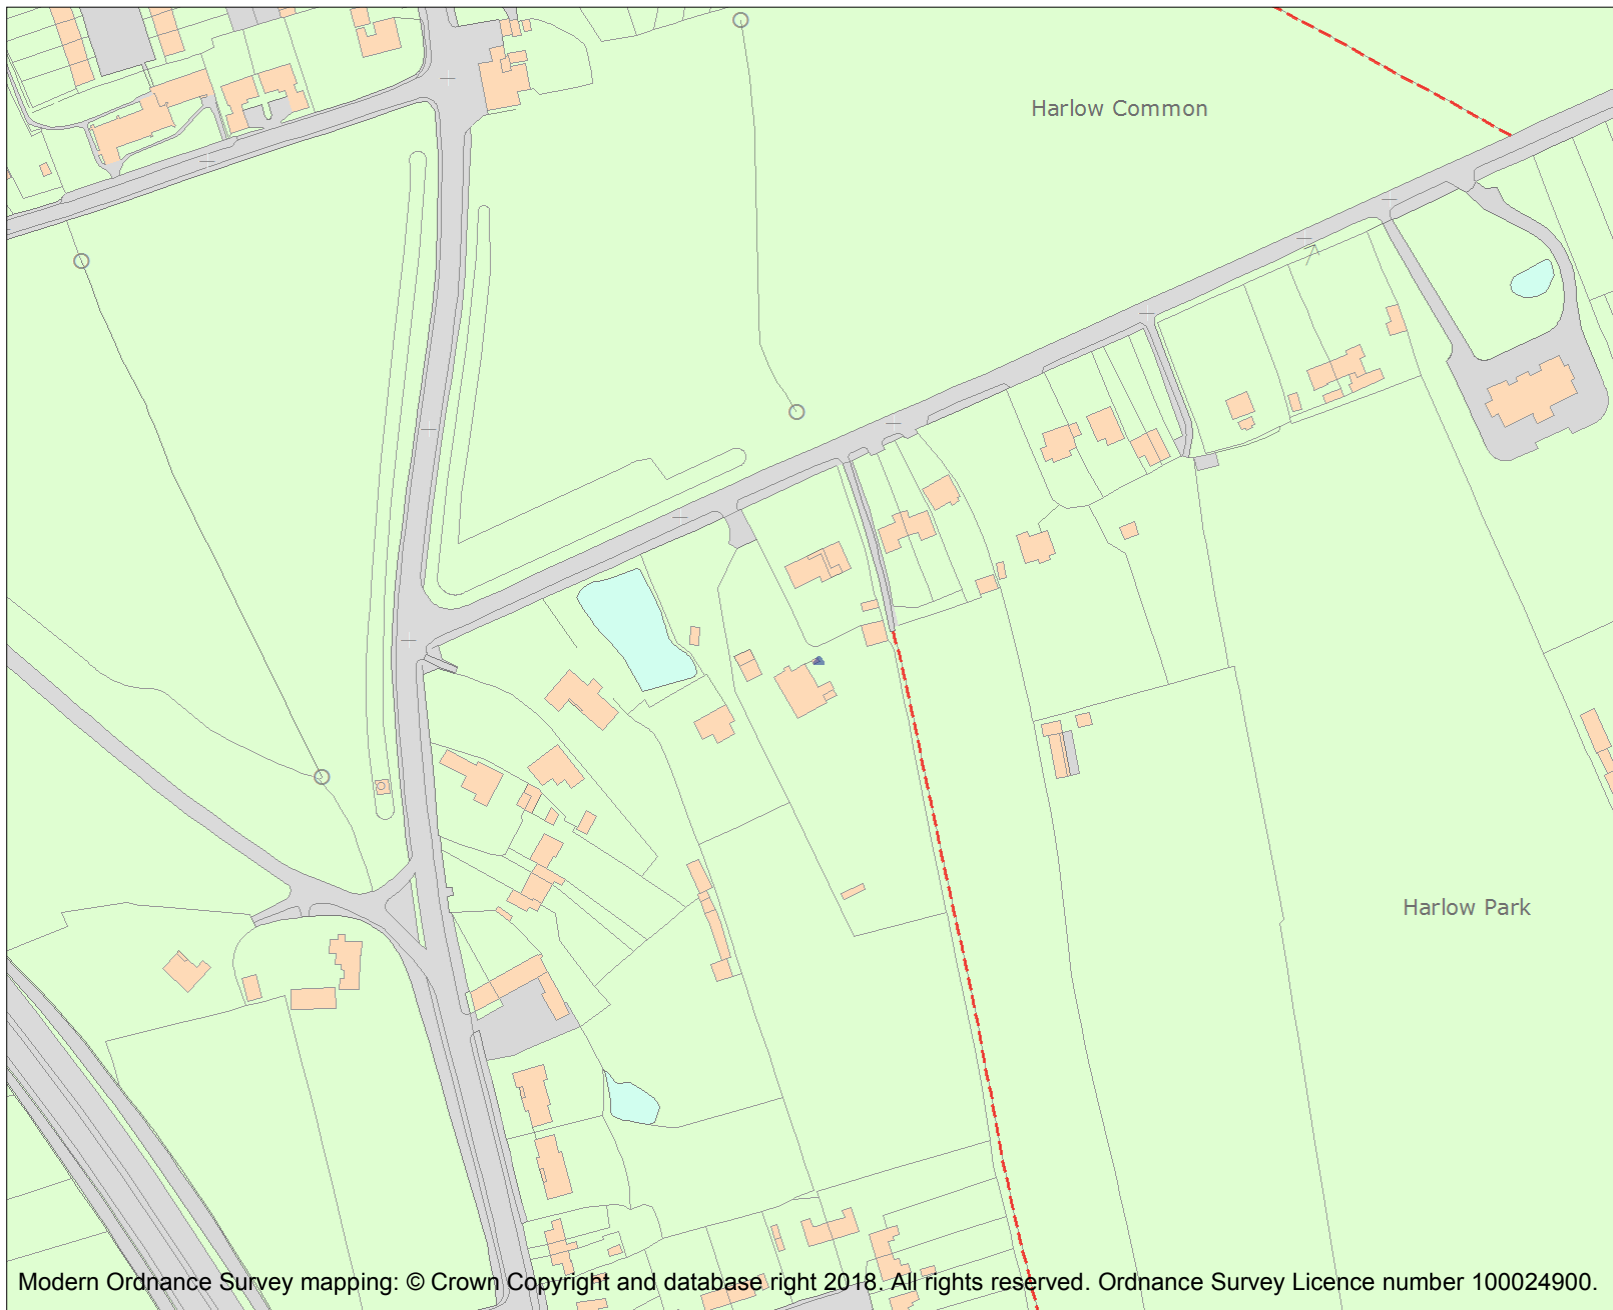 Harlow Common
Harlow Park
Modern Ordnance Survey mapping: © Crown Copyright and database right 2018. All rights reserved. Ordnance Survey Licence number 100024900.